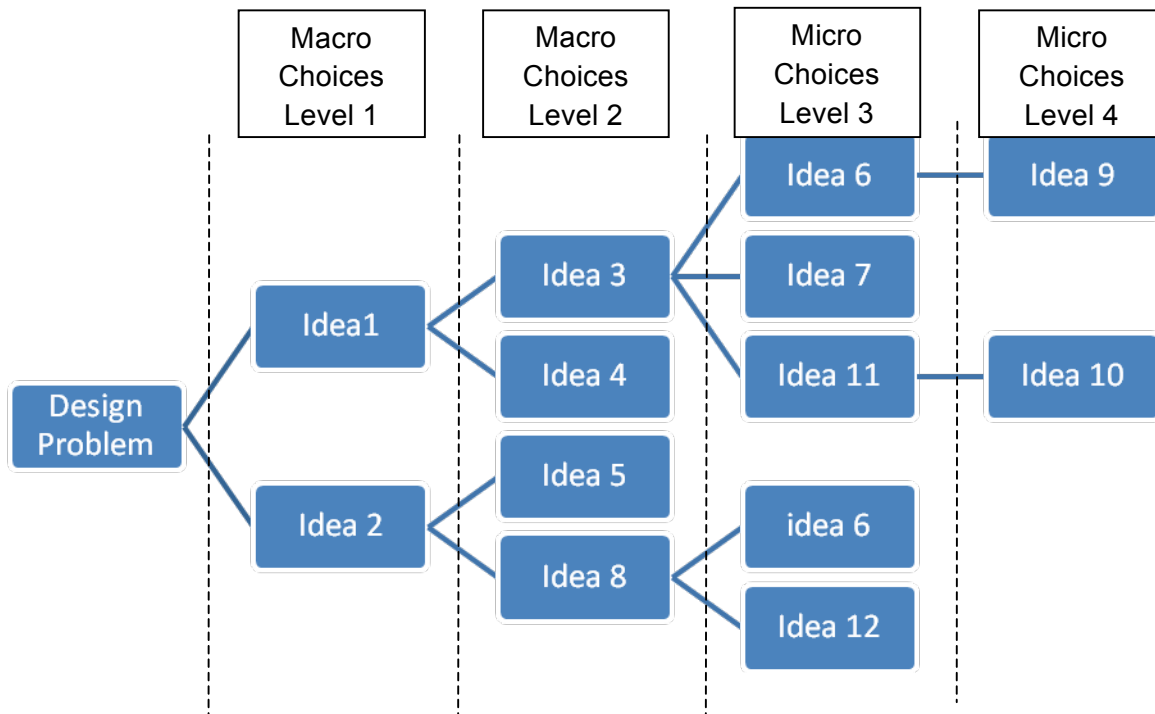 Macro
Choices
Level 1
Macro
Choices
Level 2
Micro
Choices
Level 3
Micro
Choices
Level 4
Design
Problem
Idea1
Idea 2
Idea 3
Idea 4
Idea 5
Idea 8
Idea 6
Idea 7
Idea 11
idea 6
Idea 12
Idea 9
Idea 10